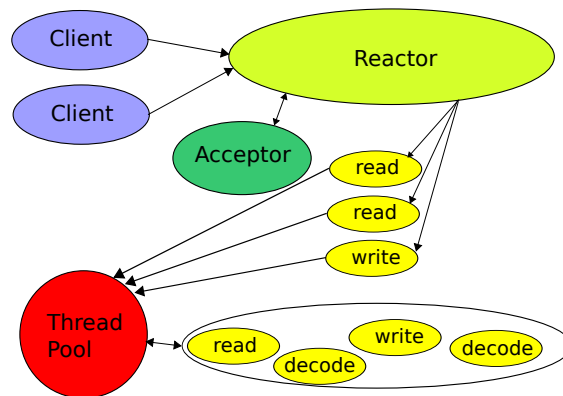 Client
Reactor
Client
Acceptor
read
read
write
Thread
Pool
read
decode
write
decode